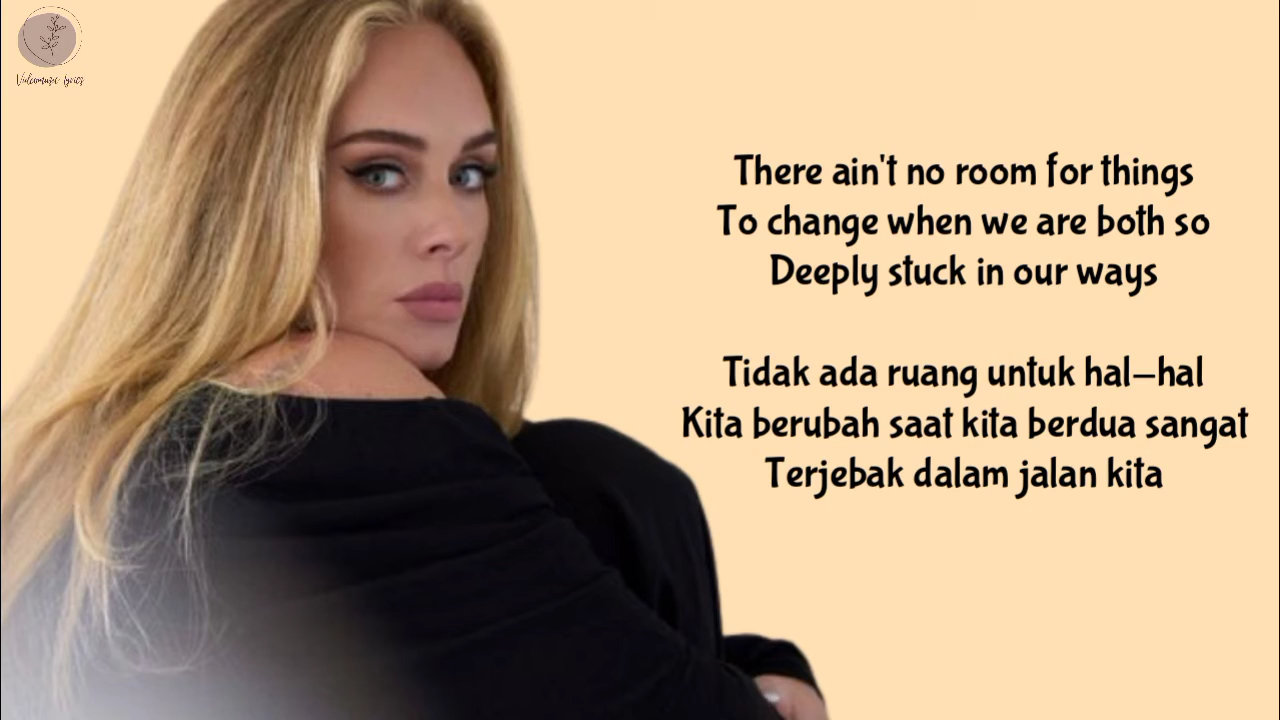 There ain't no room for things
To change when we are both so
Deeply stuck in our ways
Tidak ada ruang untuk hal-hal
Kita berubah saat kita berdua sangat
Terjebak dalam jalan kita